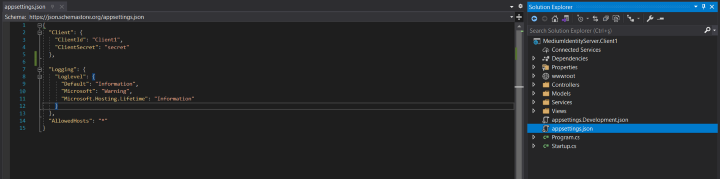 appsettings.json
Schema: https://json.schemastore.org/appsettings.json
1 {
2 "Client": {
3 "ClientId": "Client1",
4 "ClientSecret": "secret"
5 },
6
7 "Logging": {
8 "LogLevel": {
9 "Default": "Information",
10 "Microsoft": "Warning",
11 "Microsoft.Hosting.Lifetime": "Information"
12 }
13 },
14 "AllowedHosts": "*"
15 }
Solution Explorer
Search Solution Explorer (Ctrl+ş)
MediumIdentityServer.Client1
Connected Services
Dependencies
Properties
wwwroot
Controllers
Models
Services
Views
appsettings.Development.json
appsettings.json
C# Program.cs
C# Startup.cs